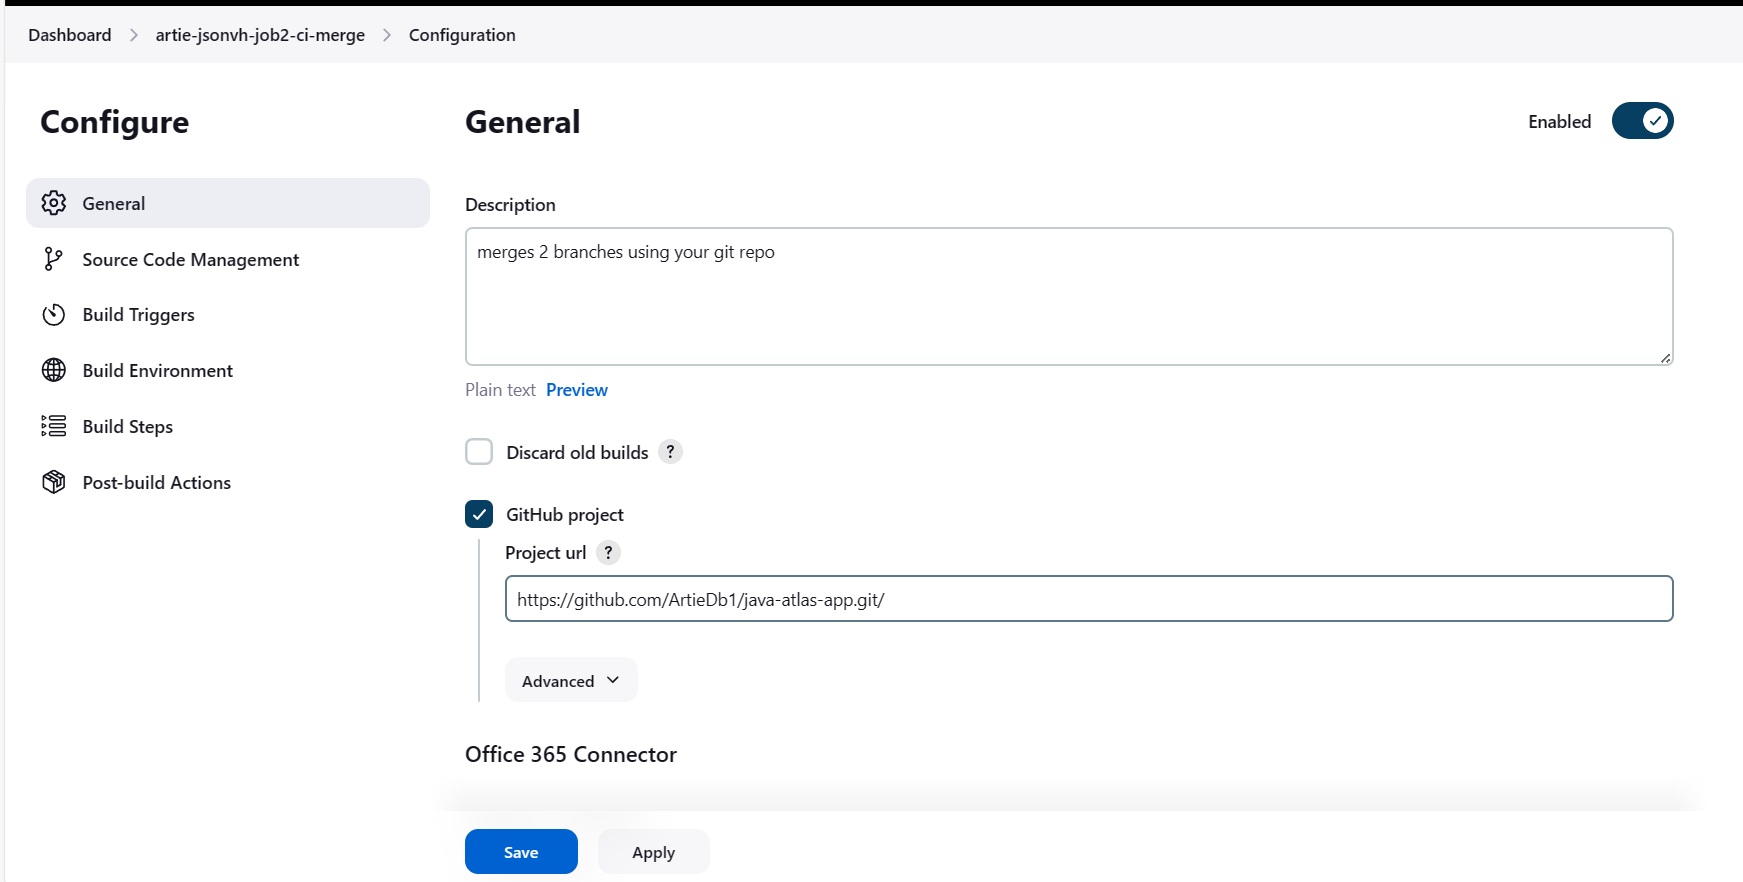 Dashboard > artie-jsonvh-job2-ci-merge > Configuration
Configure
General
Source Code Management
Build Triggers
Build Environment
Build Steps
Post-build Actions
General
Enabled
Description
merges 2 branches using your git repo
Plain text Preview
Discard old builds ?
GitHub project
Project url ?
https://github.com/ArtieDb1/java-atlas-app.git/
Advanced
Office 365 Connector
Save Apply